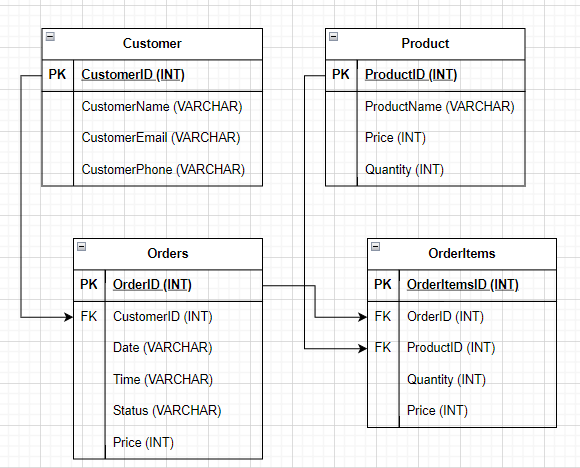 Customer
PK CustomerID (INT)
CustomerName (VARCHAR)
CustomerEmail (VARCHAR)
CustomerPhone (VARCHAR)
Product
PK ProductID (INT)
ProductName (VARCHAR)
Price (INT)
Quantity (INT)
Orders
PK OrderID (INT)
FK CustomerID (INT)
Date (VARCHAR)
Time (VARCHAR)
Status (VARCHAR)
Price (INT)
OrderItems
PK OrderItemsID (INT)
FK OrderID (INT)
FK ProductID (INT)
Quantity (INT)
Price (INT)